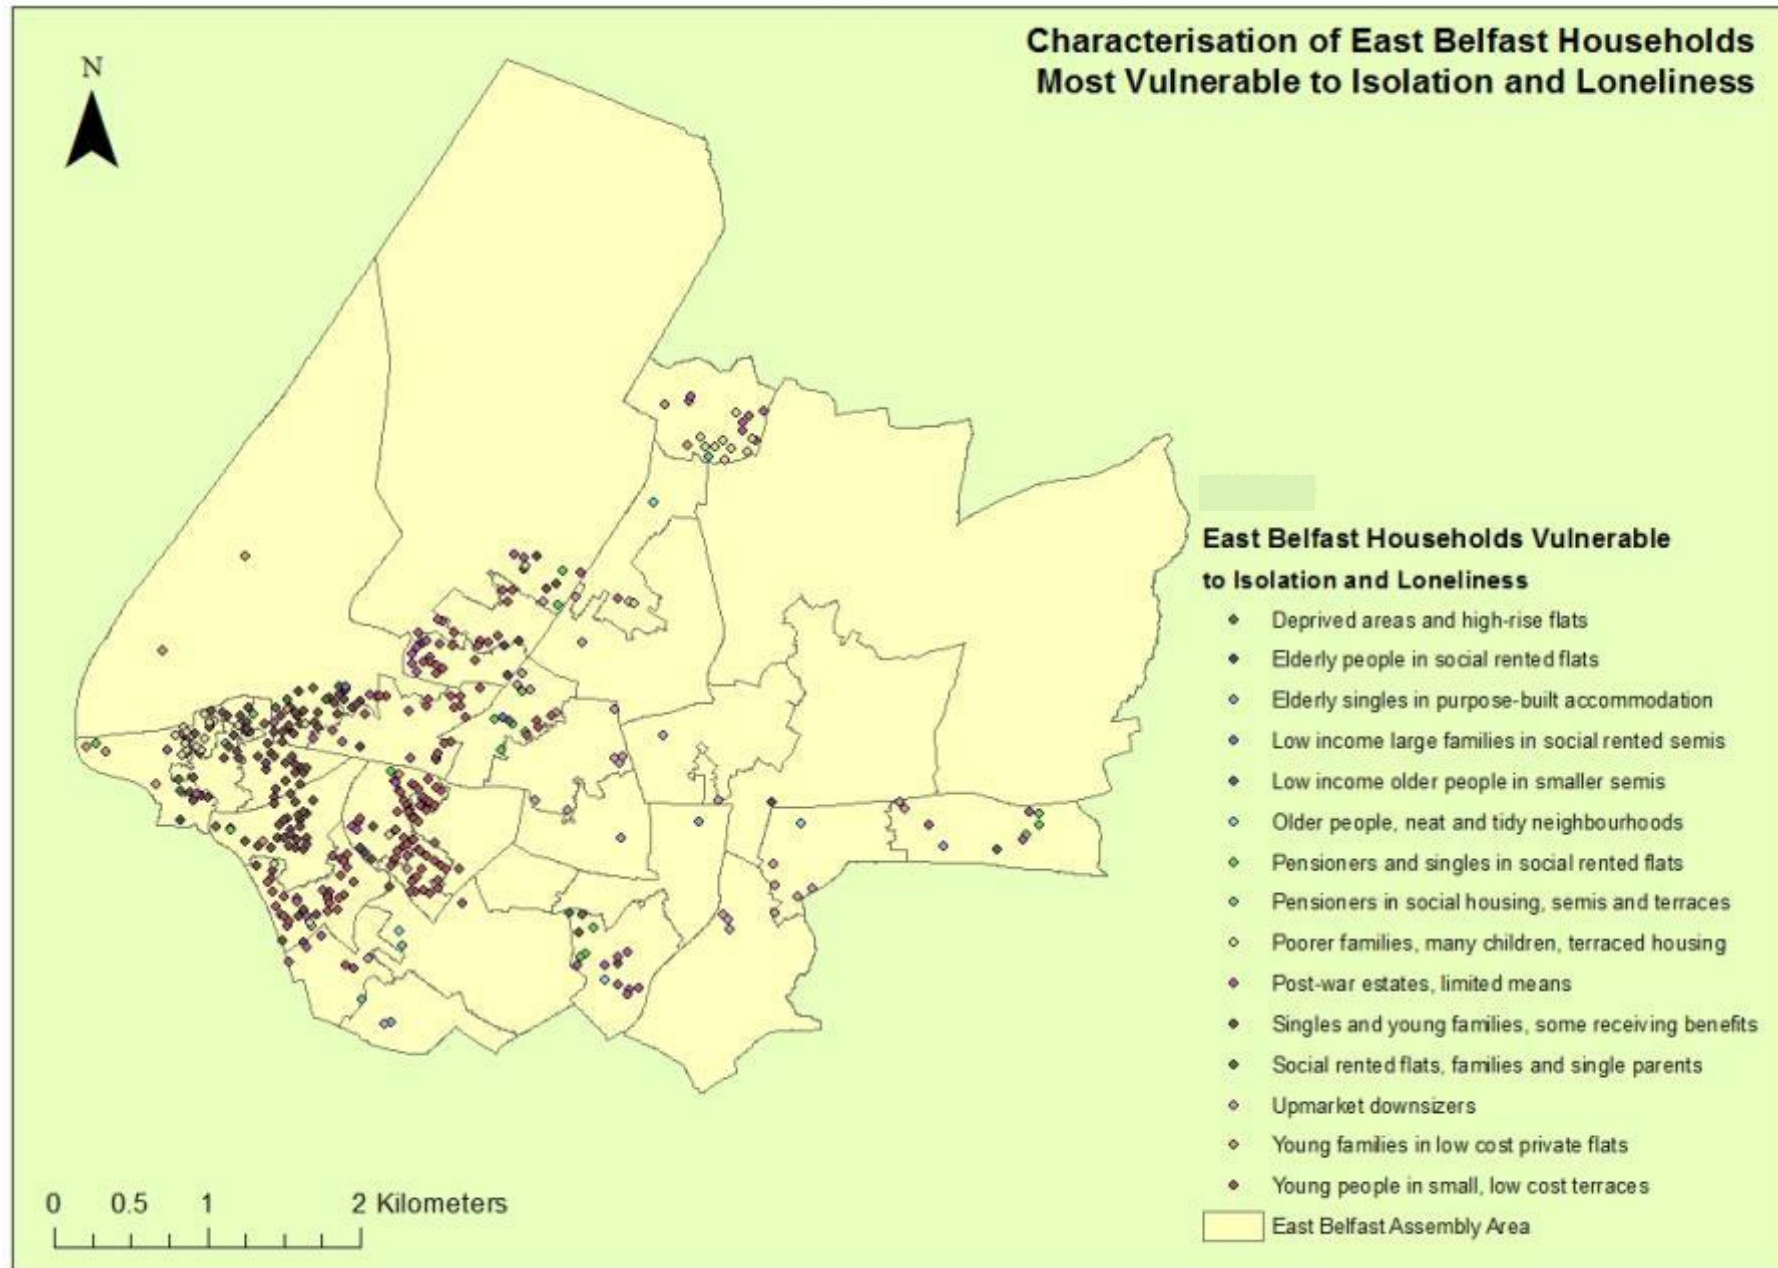 Characterisation of East Belfast Households
Most Vulnerable to Isolation and Loneliness
N
East Belfast Households Vulnerable
to Isolation and Loneliness
Deprived areas and high-rise flats
Elderly people in social rented flats
Elderly singles in purpose-built accommodation
Low income large families in social rented semis
Low income older people in smaller semis
Older people, neat and tidy neighbourhoods
Pensioners and singles in social rented flats
Pensioners in social housing, semis and terraces
Poorer families, many children, terraced housing
Post-war estates, limited means
Singles and young families, some receiving benefits
Social rented flats, families and single parents
Upmarket downsizers
Young families in low cost private flats
Young people in small, low cost terraces
East Belfast Assembly Area
0 0.5 1 2 Kilometers